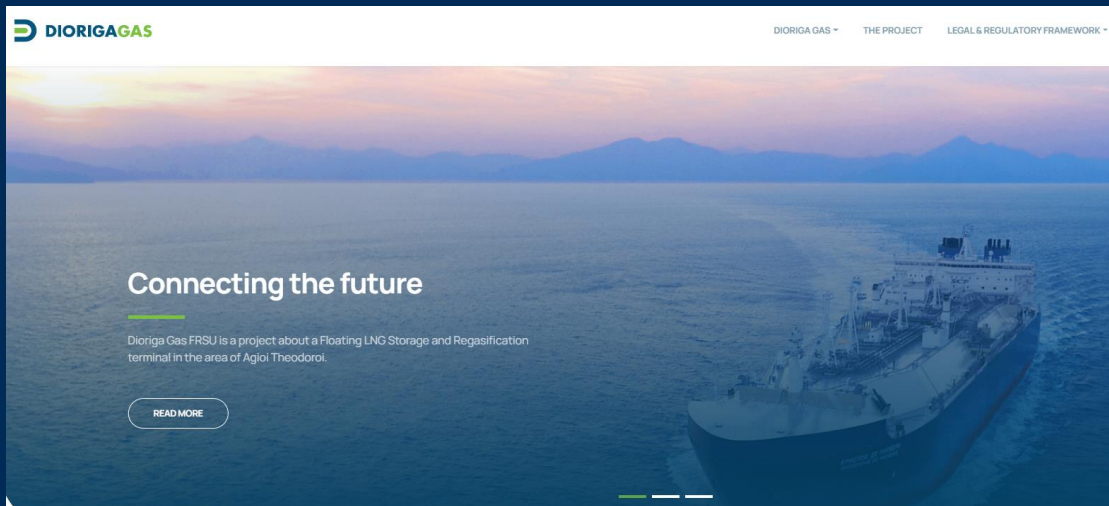 DIORIGAGAS
DIORIGA GAS
THE PROJECT
LEGAL & REGULATORY FRAMEWORK
Connecting the future
Dioriga Gas FRSU is a project about a Floating LNG Storage and Regasification
terminal in the area of Agioi Theodoroi.
READ MORE